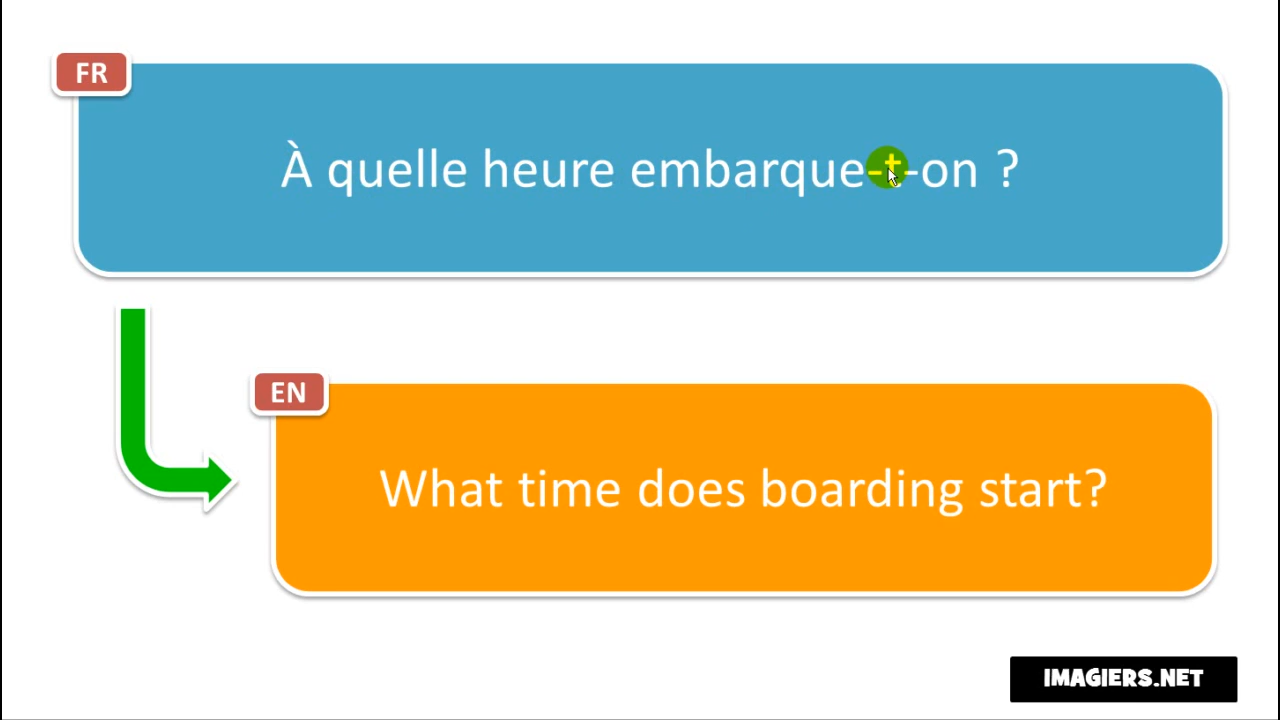 FR
À quelle heure embarque-t-on ?
EN
What time does boarding start?
IMAGIERS.NET